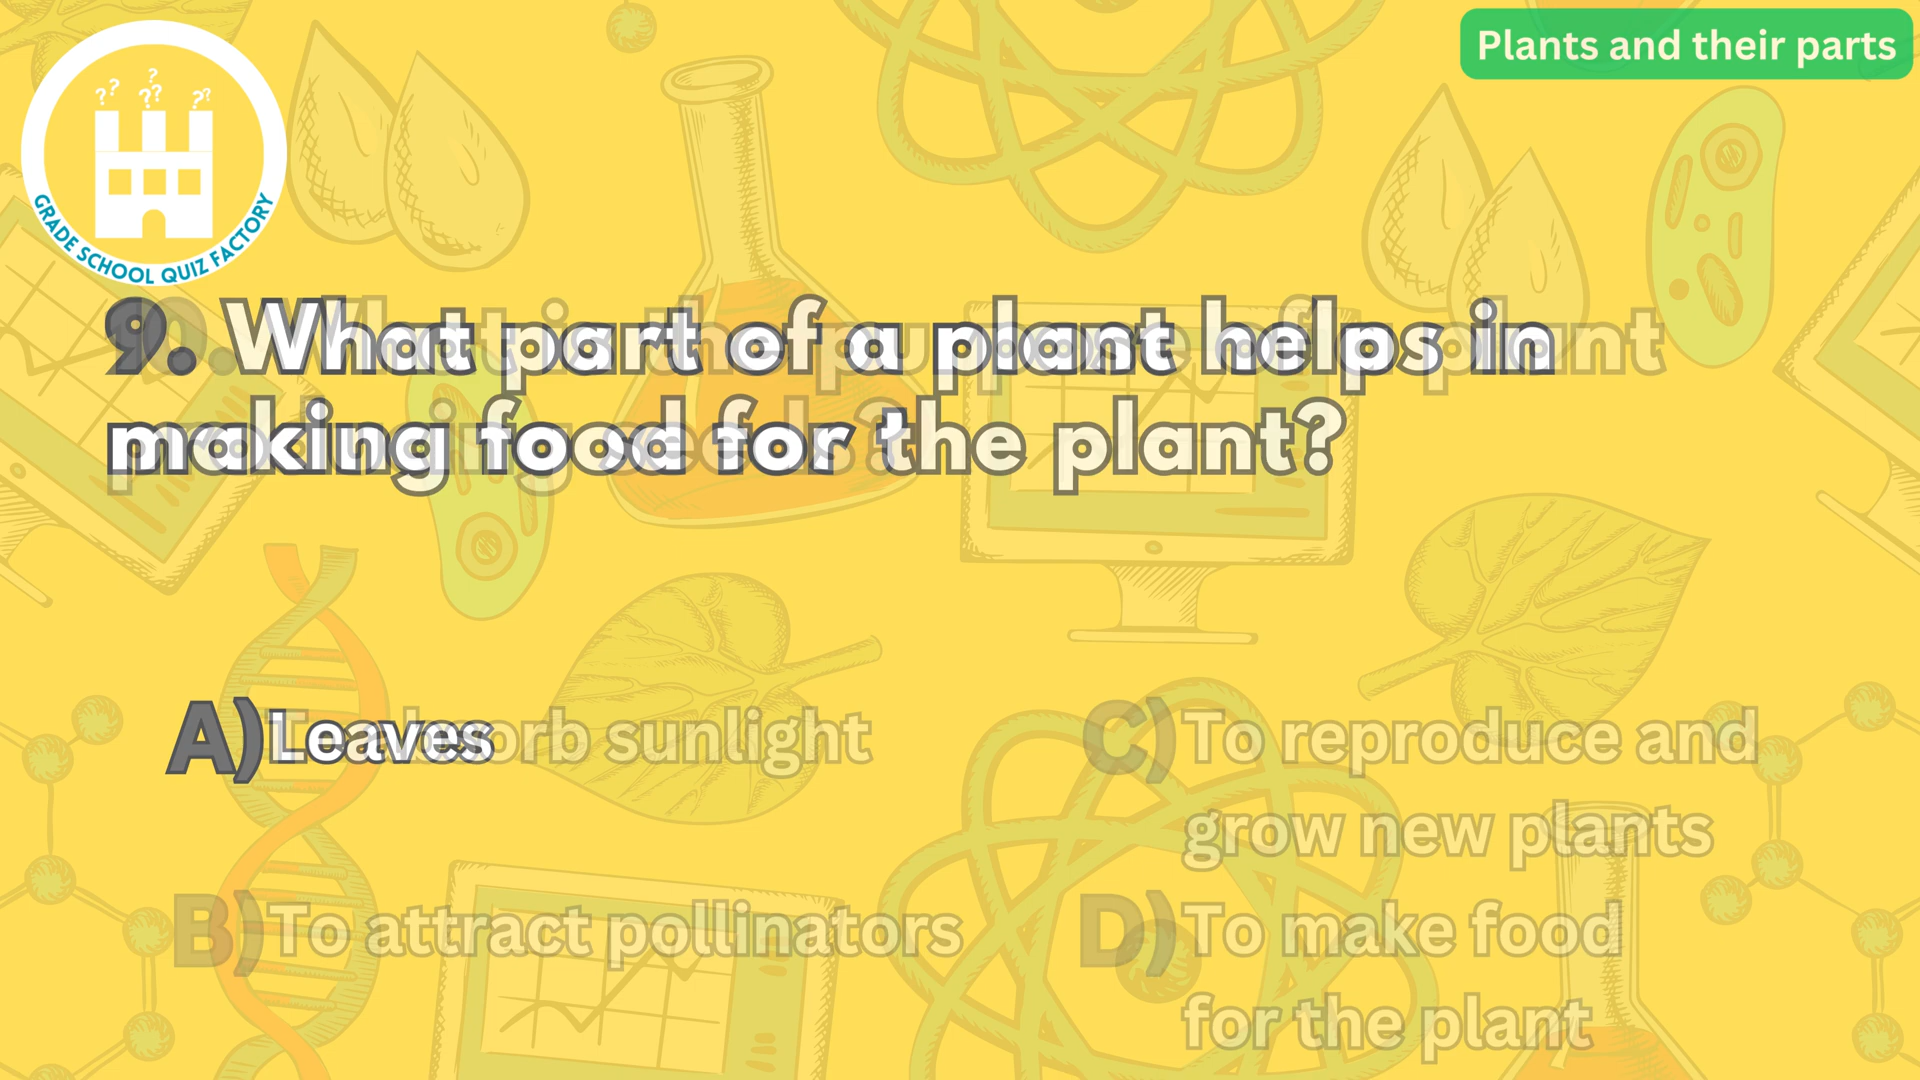 Plants and their parts
GRADE SCHOOL QUIZ FACTORY
9. What part of a plant helps in
making food for the plant?
A) Leaves
sunlight
B) To attract pollinators
C) To reproduce and
grow new plants
D) To make food
for the plant